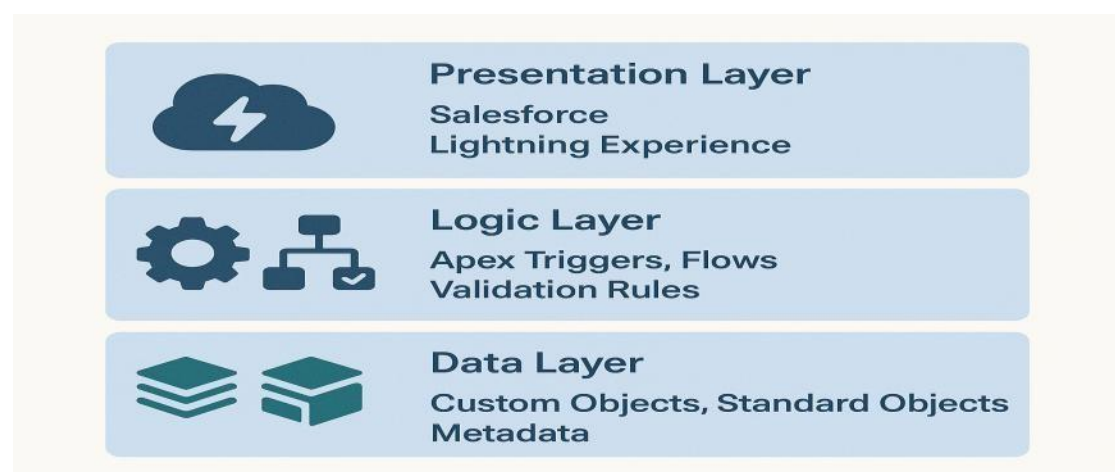 Presentation Layer
Salesforce
Lightning Experience
Logic Layer
Apex Triggers, Flows
Validation Rules
Data Layer
Custom Objects, Standard Objects
Metadata